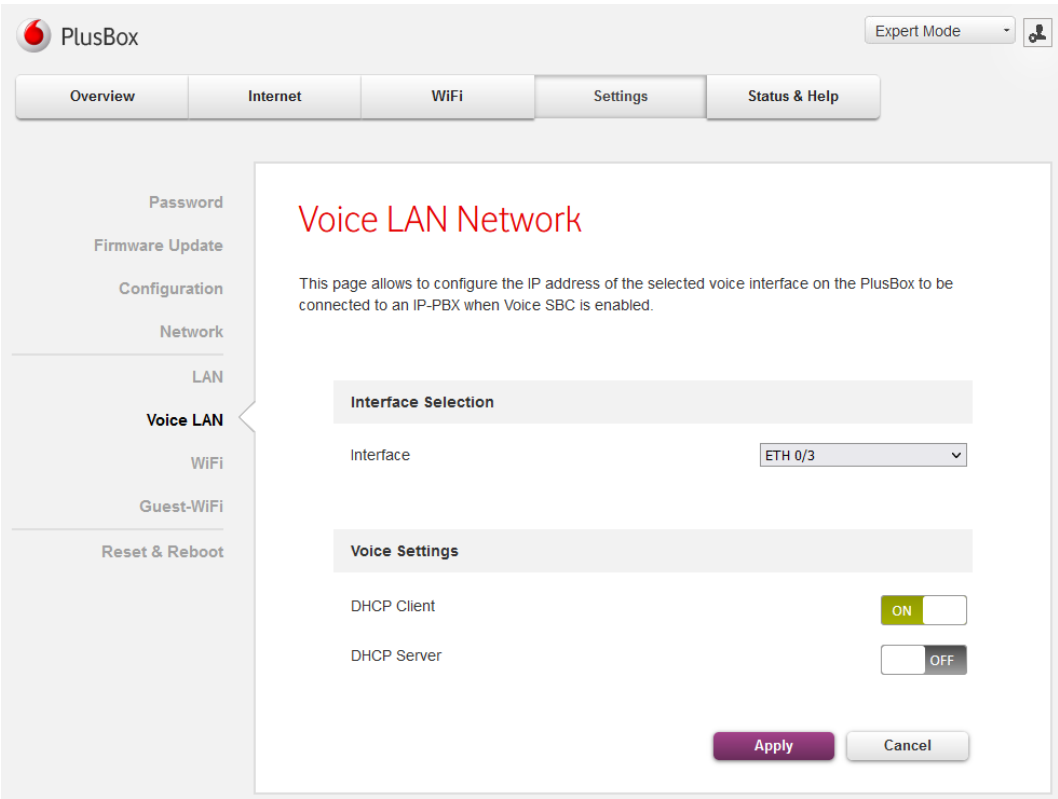 PlusBox
Expert Mode
Overview
Internet
WiFi
Settings
Status & Help
Password
Firmware Update
Configuration
Network
LAN
Voice LAN
WiFi
Guest-WiFi
Reset & Reboot
Voice LAN Network
This page allows to configure the IP address of the selected voice interface on the PlusBox to be
connected to an IP-PBX when Voice SBC is enabled.
Interface Selection
Interface
ETH 0/3
Voice Settings
DHCP Client
ON
DHCP Server
OFF
Apply
Cancel